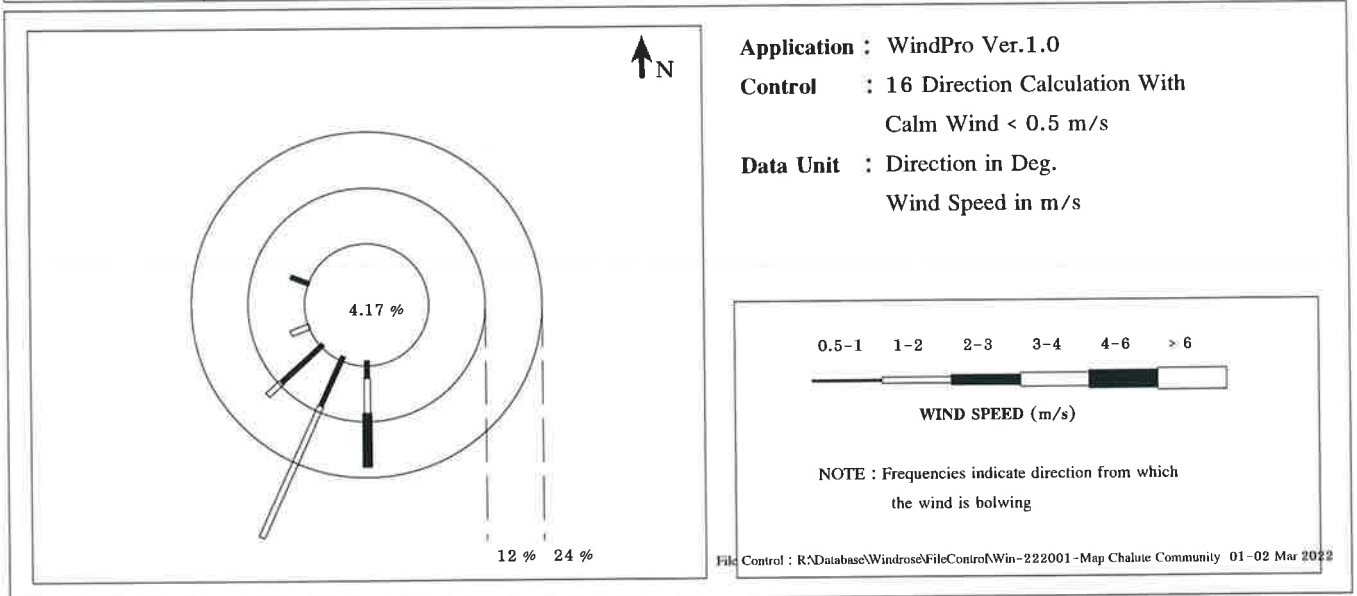 N
4.17 %
12 % 24 %
Application : WindPro Ver.1.0
Control : 16 Direction Calculation With
Calm Wind < 0.5 m/s
Data Unit : Direction in Deg.
Wind Speed in m/s
0.5-1 1-2 2-3 3-4 4-6 > 6
WIND SPEED (m/s)
NOTE : Frequencies indicate direction from which
the wind is bolwing
File Control : R:\Database\Windrose\FileControl\Win-222001-Map Chalute Community 01-02 Mar 2022